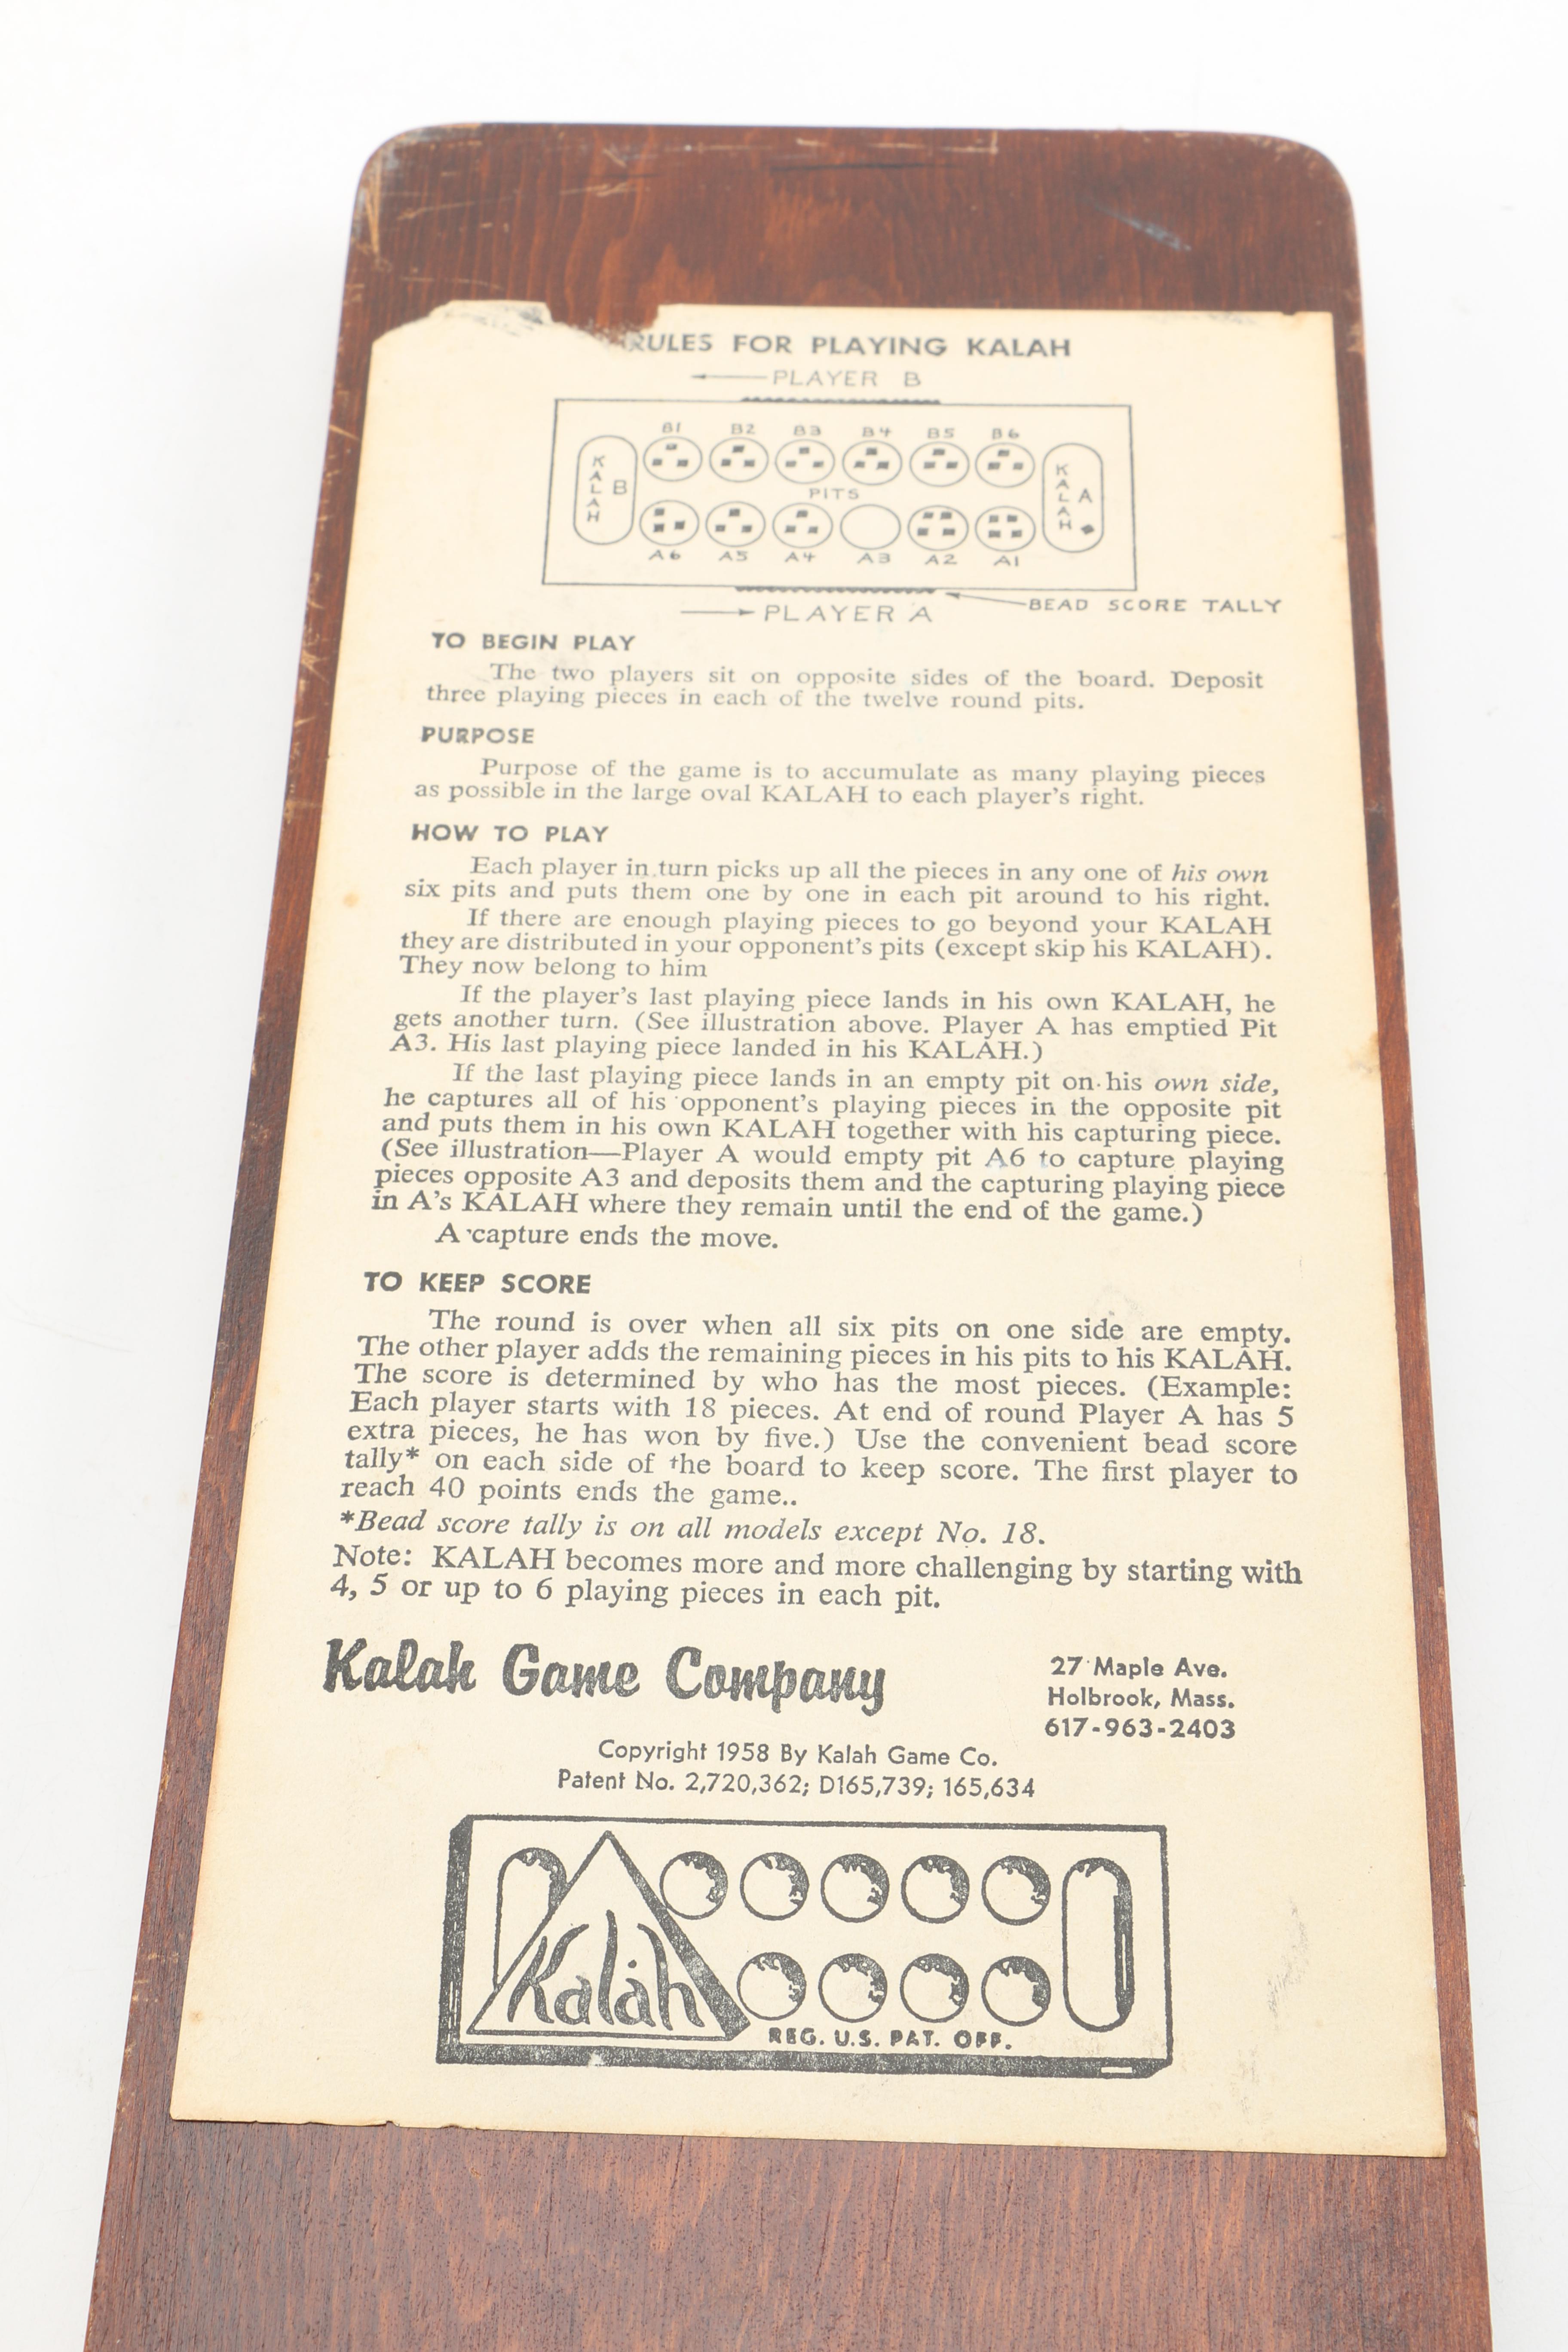 RULES FOR PLAYING KALAH
PLAYER B
B1 B2 B3 B4 B5 B6
KALAH B
PITS
KALAH A
A6 A5 A4 A3 A2 A1
BEAD SCORE TALLY
PLAYER A
TO BEGIN PLAY
The two players sit on opposite sides of the board. Deposit
three playing pieces in each of the twelve round pits.
PURPOSE
Purpose of the game is to accumulate as many playing pieces
as possible in the large oval KALAH to each player's right.
HOW TO PLAY
Each player in turn picks up all the pieces in any one of his own
six pits and puts them one by one in each pit around to his right.
If there are enough playing pieces to go beyond your KALAH
they are distributed in your opponent's pits (except skip his KALAH).
They now belong to him
If the player's last playing piece lands in his own KALAH, he
gets another turn. (See illustration above. Player A has emptied Pit
A3. His last playing piece landed in his KALAH.)
If the last playing piece lands in an empty pit on his own side,
he captures all of his opponent's playing pieces in the opposite pit
and puts them in his own KALAH together with his capturing piece.
(See illustration—Player A would empty pit A6 to capture playing
pieces opposite A3 and deposits them and the capturing playing piece
in A's KALAH where they remain until the end of the game.)
A capture ends the move.
TO KEEP SCORE
The round is over when all six pits on one side are empty.
The other player adds the remaining pieces in his pits to his KALAH.
The score is determined by who has the most pieces. (Example:
Each player starts with 18 pieces. At end of round Player A has 5
extra pieces, he has won by five.) Use the convenient bead score
tally* on each side of the board to keep score. The first player to
reach 40 points ends the game..
*Bead score tally is on all models except No. 18.
Note: KALAH becomes more and more challenging by starting with
4, 5 or up to 6 playing pieces in each pit.
Kalah Game Company
27 Maple Ave.
Holbrook, Mass.
617-963-2403
Copyright 1958 By Kalah Game Co.
Patent No. 2,720,362; D165,739; 165,634
Kalah
REG. U.S. PAT. OFF.